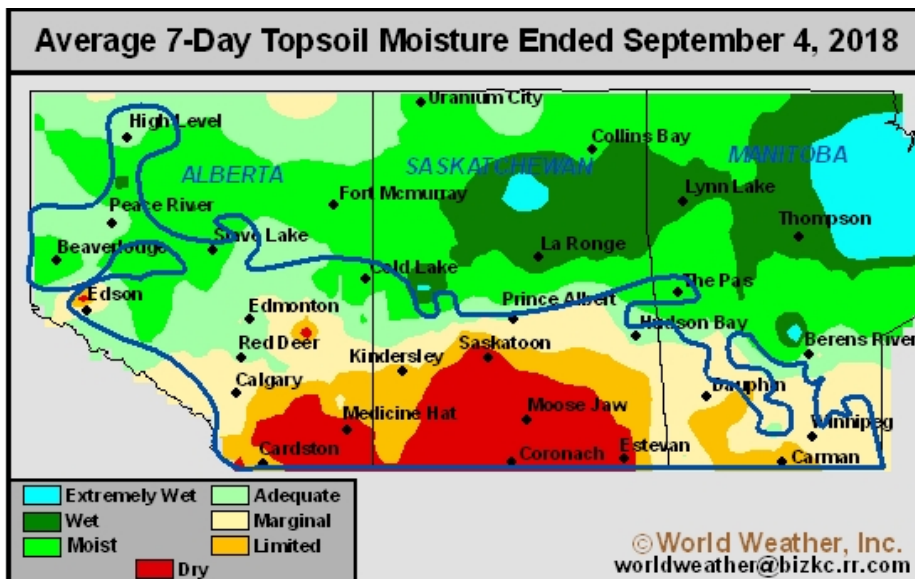 Average 7-Day Topsoil Moisture Ended September 4, 2018
Uranium City
High Level
Collins Bay
ALBERTA
SASKATCHEWAN
MANITOBA
Fort Mcmurray
Lynn Lake
Peace River
Thompson
Beaverlodge
Slave Lake
La Ronge
Cold Lake
The Pas
Edson
Edmonton
Prince Albert
Hudson Bay
Red Deer
Kindersley
Saskatoon
Berens River
Calgary
Dauphin
Medicine Hat
Moose Jaw
Winnipeg
Cardston
Coronach
Estevan
Carman
Extremely Wet
Adequate
Wet
Marginal
Moist
Limited
Dry
©World Weather, Inc.
worldweather@bizkc.rr.com